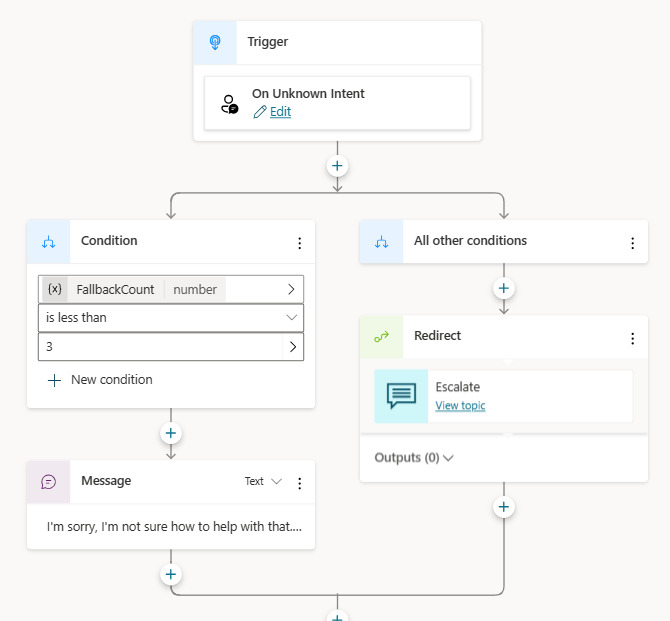 Trigger
On Unknown Intent
Edit
Condition
{x} FallbackCount number
is less than
3
New condition
Message Text
I'm sorry, I'm not sure how to help with that....
All other conditions
Redirect
Escalate
View topic
Outputs (0)